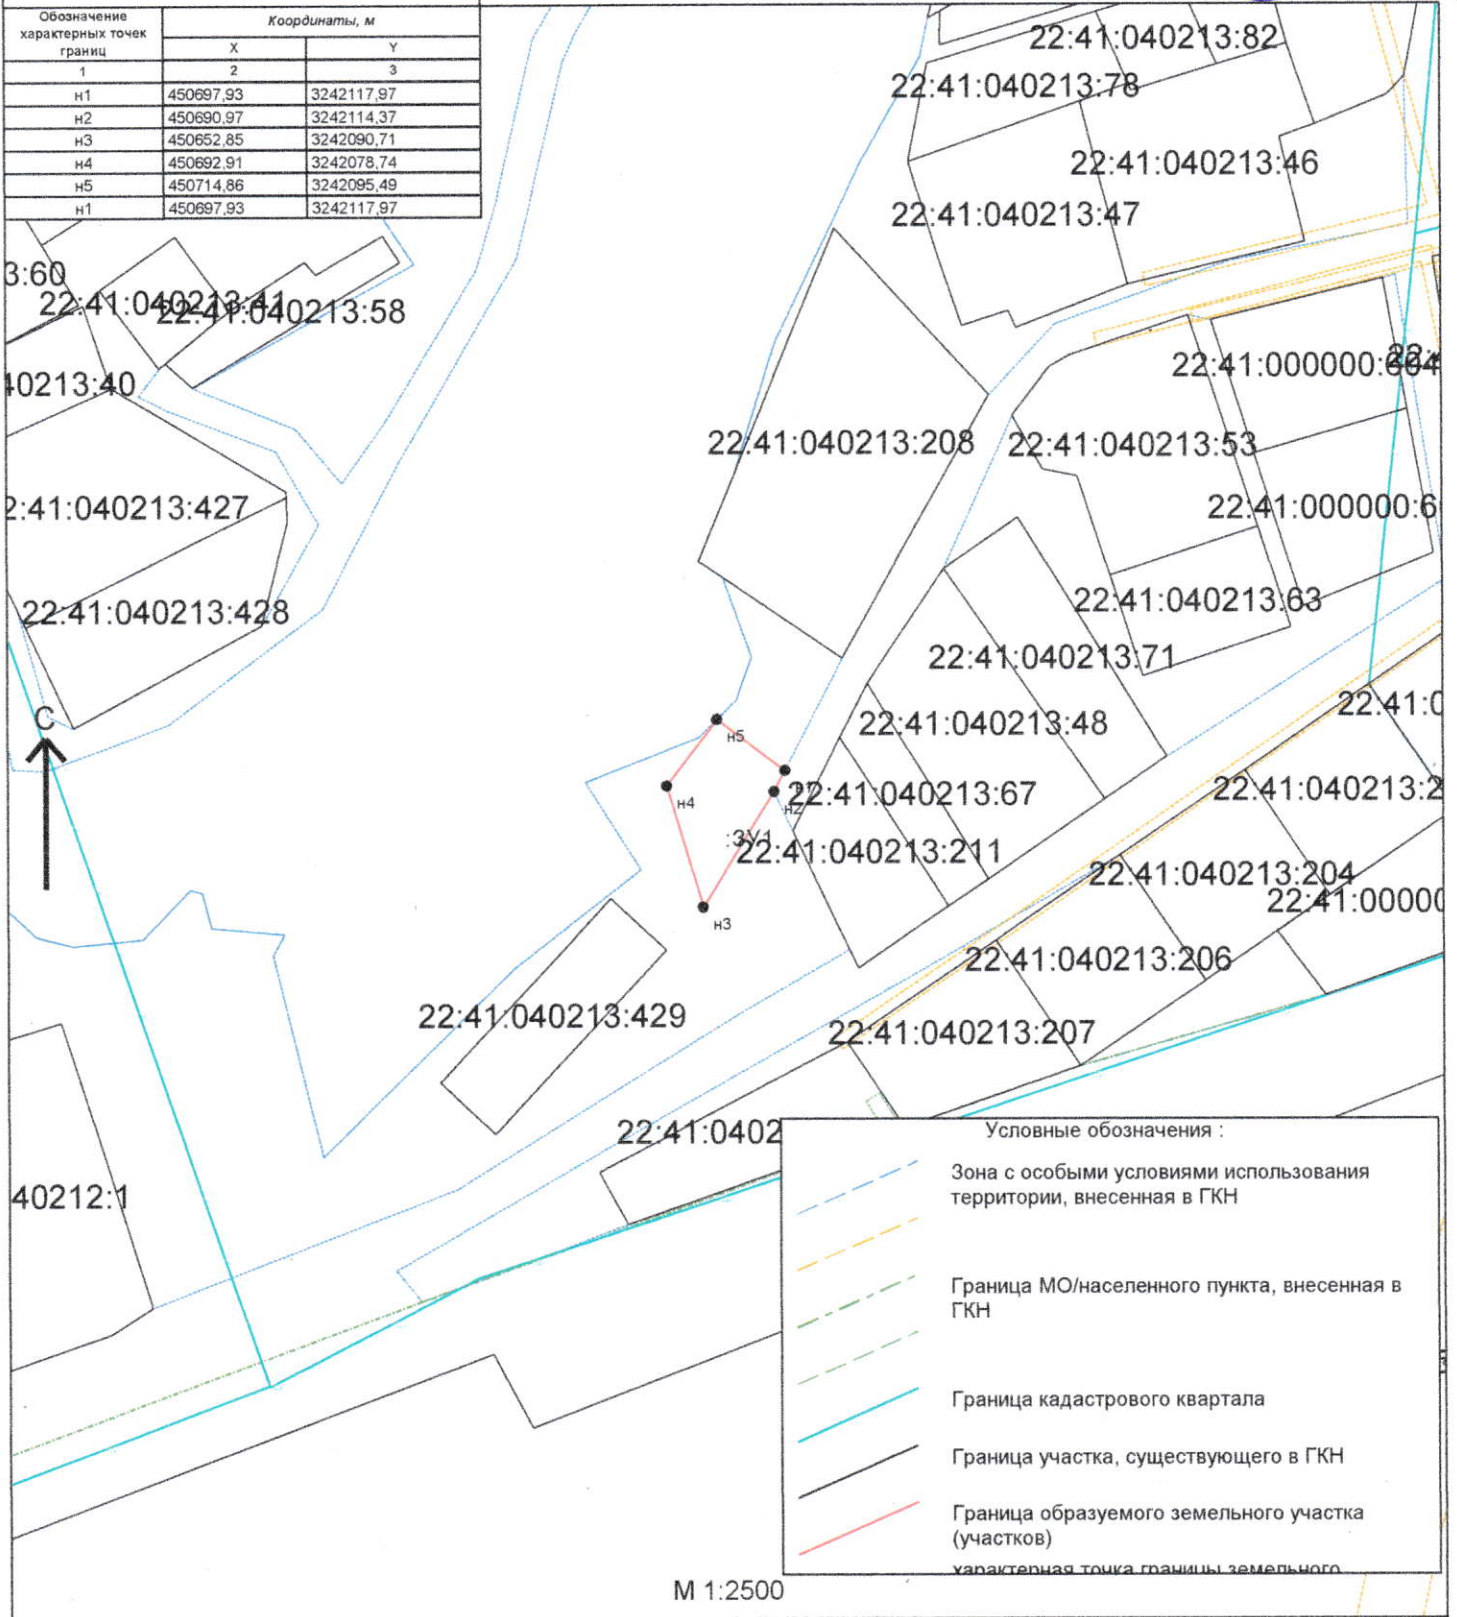 Обозначение характерных точек границ Координаты, м
X Y
1 2 3
н1 450697,93 3242117,97
н2 450690,97 3242114,37
н3 450652,85 3242090,71
н4 450692,91 3242078,74
н5 450714,86 3242095,49
н1 450697,93 3242117,97
22:41:040213:82
22:41:040213:78
22:41:040213:46
22:41:040213:47
3:60
22:41:040213:41
22:41:040213:58
40213:40
22:41:040213:208
22:41:040213:53
2:41:040213:427
22:41:000000:6
22:41:040213:428
22:41:040213:63
22:41:040213:71
22:41:0
С
22:41:040213:48
н5
22:41:040213:67
22:41:040213:2
н4
н2
:ЗУ1
22:41:040213:211
22:41:040213:204
22:41:00000
н3
22:41:040213:206
22:41:040213:429
22:41:040213:207
22:41:0402
40212:1
Условные обозначения :
Зона с особыми условиями использования
территории, внесенная в ГКН
Граница МО/населенного пункта, внесенная в
ГКН
Граница кадастрового квартала
Граница участка, существующего в ГКН
Граница образуемого земельного участка
(участков)
характерная точка границы земельного
М 1:2500